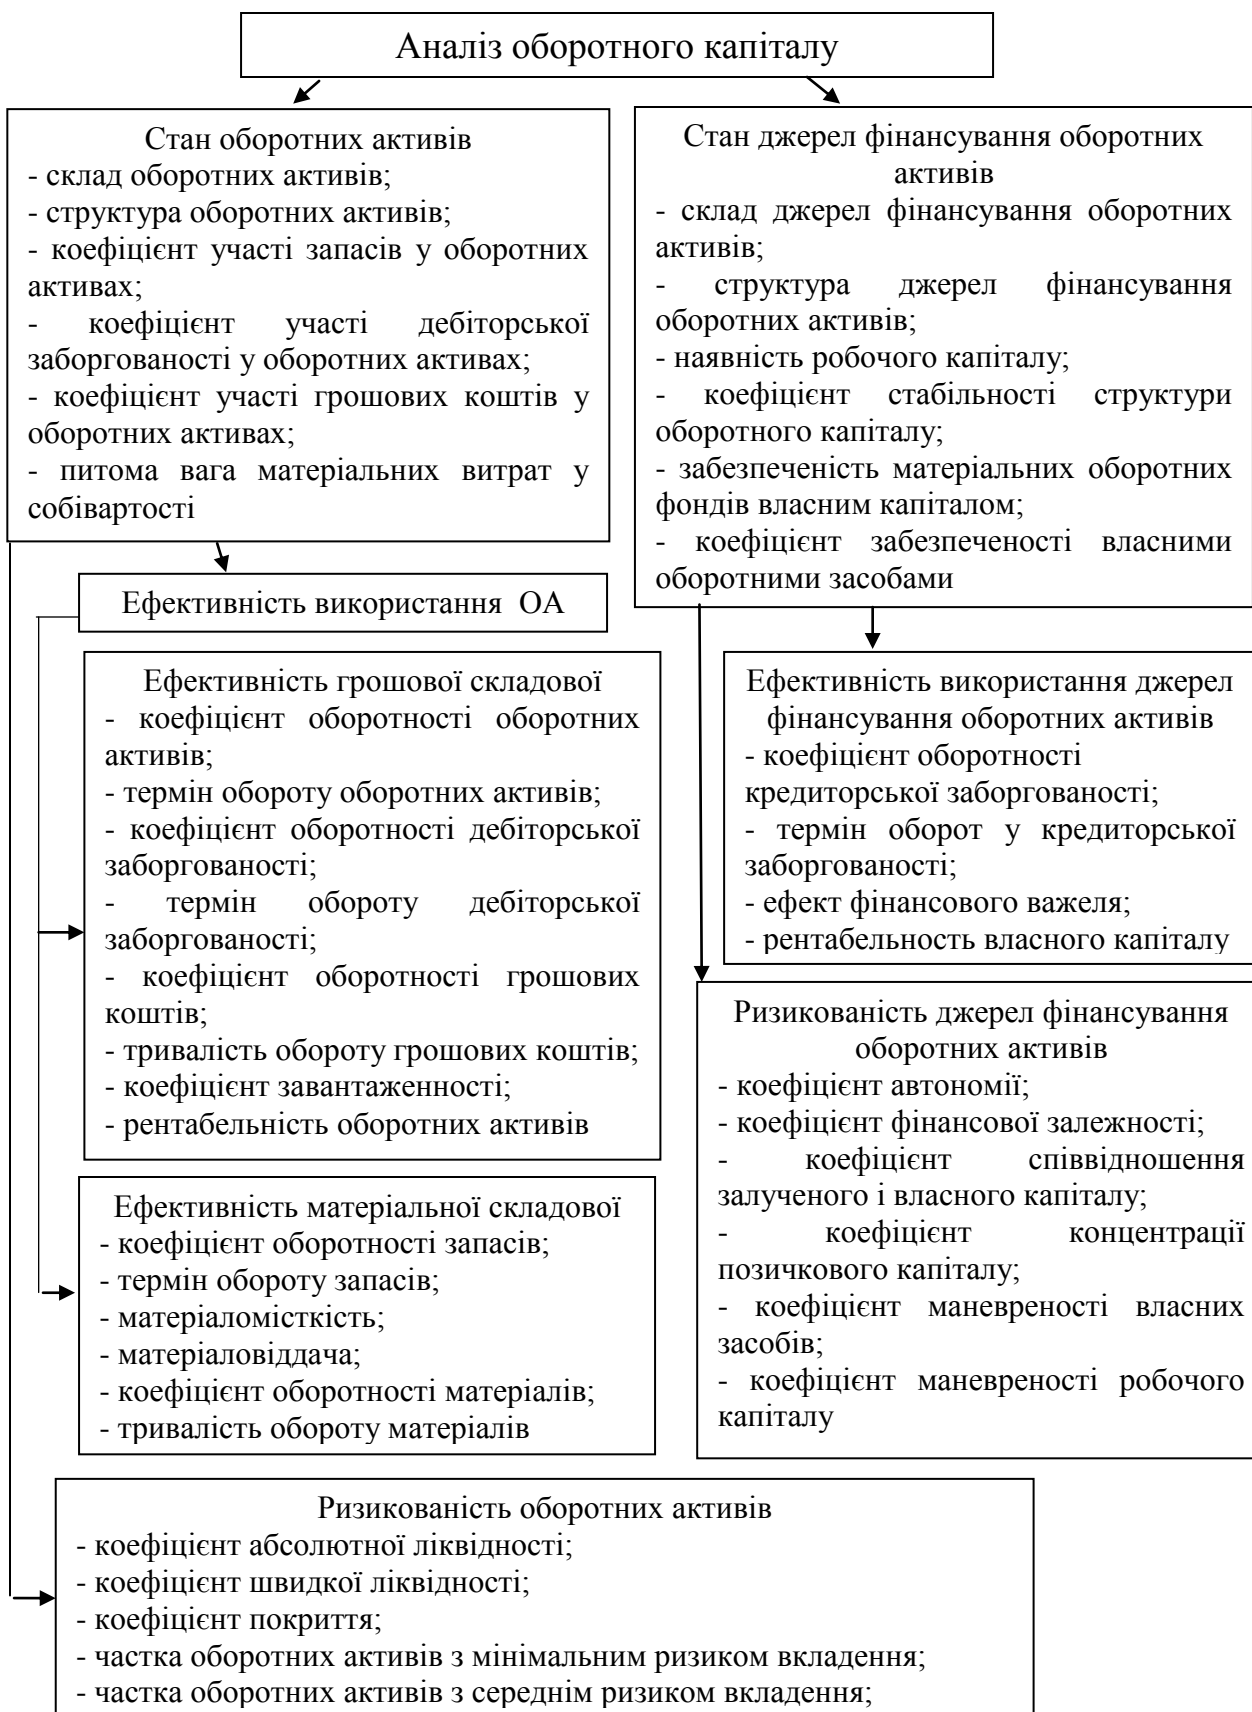 Аналіз оборотного капіталу
Стан оборотних активів
- склад оборотних активів;
- структура оборотних активів;
- коефіцієнт участі запасів у оборотних
активах;
- коефіцієнт участі дебіторської
заборгованості у оборотних активах;
- коефіцієнт участі грошових коштів у
оборотних активах;
- питома вага матеріальних витрат у
собівартості
Стан джерел фінансування оборотних
активів
- склад джерел фінансування оборотних
активів;
- структура джерел фінансування
оборотних активів;
- наявність робочого капіталу;
- коефіцієнт стабільності структури
оборотного капіталу;
- забезпеченість матеріальних оборотних
фондів власним капіталом;
- коефіцієнт забезпеченості власними
оборотними засобами
Ефективність використання ОА
Ефективність грошової складової
- коефіцієнт оборотності оборотних
активів;
- термін обороту оборотних активів;
- коефіцієнт оборотності дебіторської
заборгованості;
- термін обороту дебіторської
заборгованості;
- коефіцієнт оборотності грошових
коштів;
- тривалість обороту грошових коштів;
- коефіцієнт завантаженності;
- рентабельність оборотних активів
Ефективність використання джерел
фінансування оборотних активів
- коефіцієнт оборотності
кредиторської заборгованості;
- термін оборот у кредиторської
заборгованості;
- ефект фінансового важеля;
- рентабельность власного капіталу
Ефективність матеріальної складової
- коефіцієнт оборотності запасів;
- термін обороту запасів;
- матеріаломісткість;
- матеріаловіддача;
- коефіцієнт оборотності матеріалів;
- тривалість обороту матеріалів
Ризикованість джерел фінансування
оборотних активів
- коефіцієнт автономії;
- коефіцієнт фінансової залежності;
- коефіцієнт співвідношення
залученого і власного капіталу;
- коефіцієнт концентрації
позичкового капіталу;
- коефіцієнт маневреності власних
засобів;
- коефіцієнт маневреності робочого
капіталу
Ризикованість оборотних активів
- коефіцієнт абсолютної ліквідності;
- коефіцієнт швидкої ліквідності;
- коефіцієнт покриття;
- частка оборотних активів з мінімальним ризиком вкладення;
- частка оборотних активів з середнім ризиком вкладення;